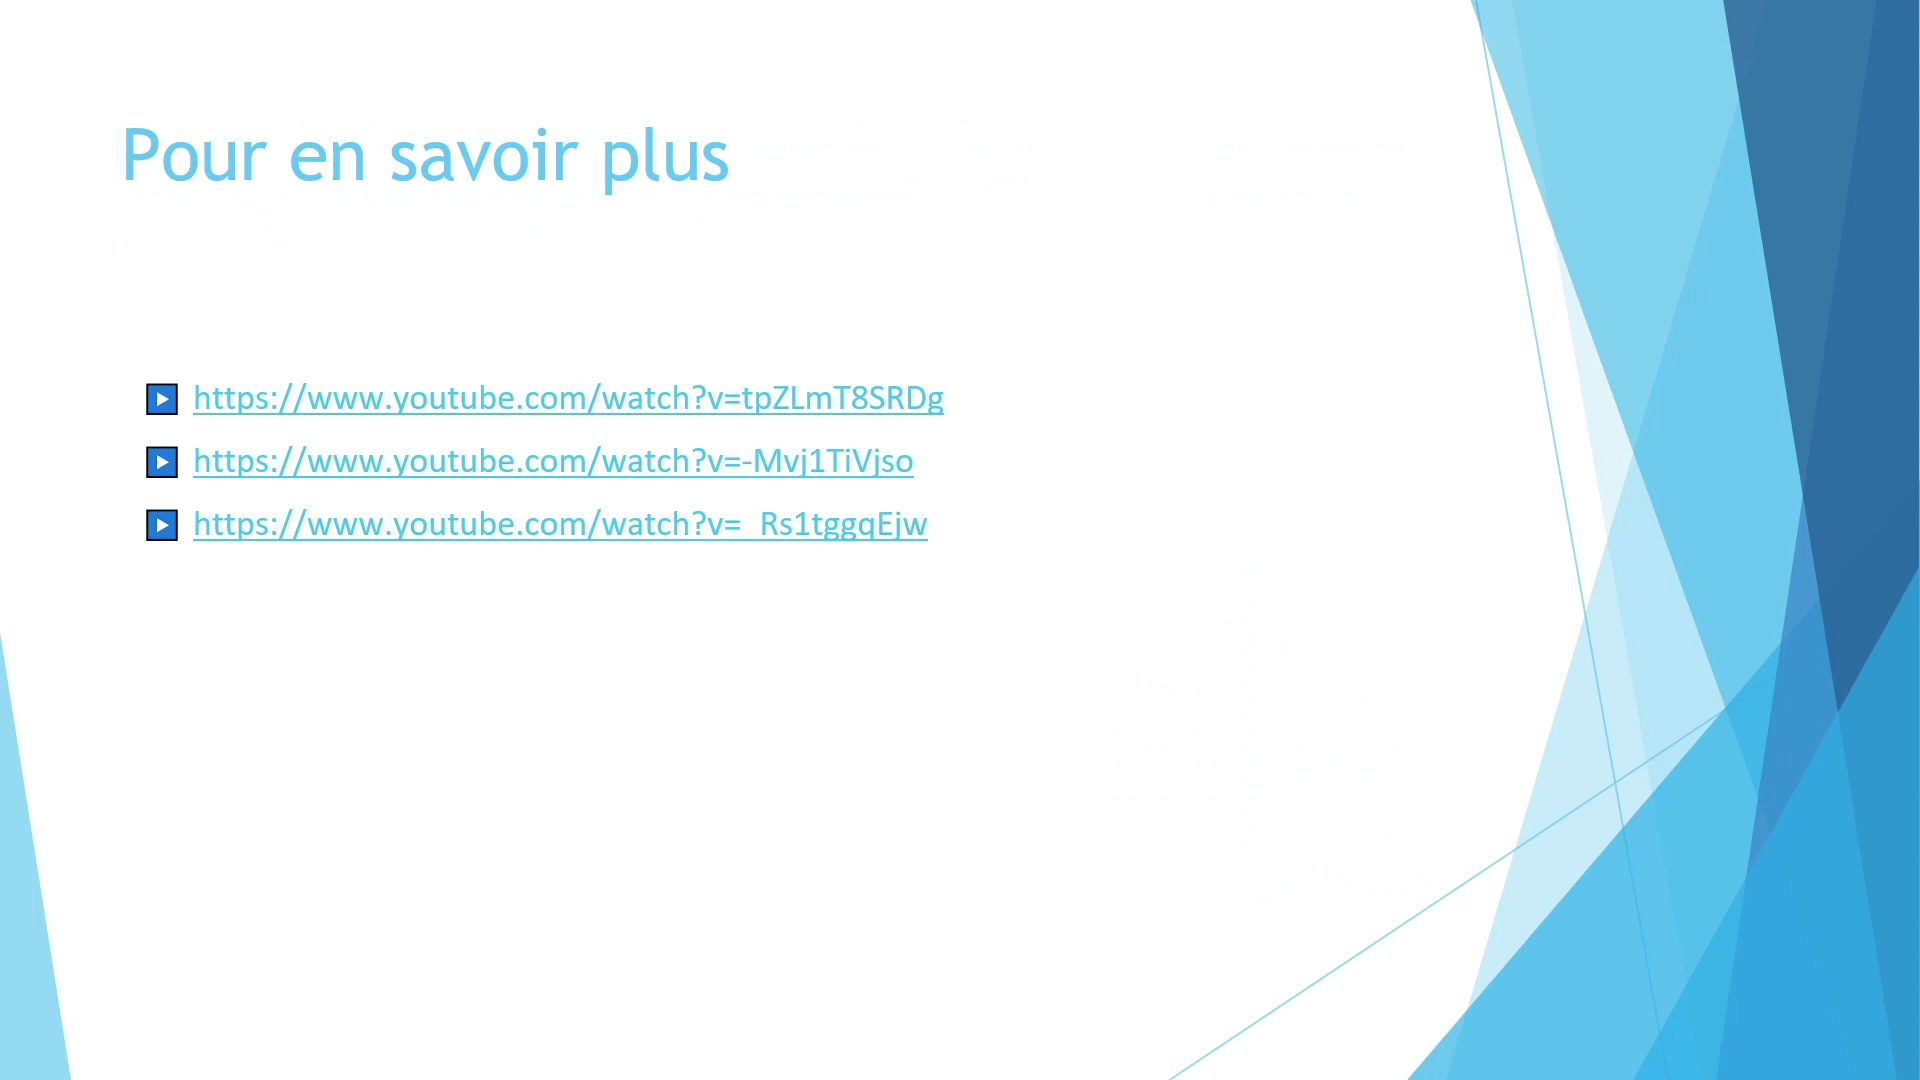 Pour en savoir plus
https://www.youtube.com/watch?v=tpZLmT8SRDg
https://www.youtube.com/watch?v=-Mvj1TiVjso
https://www.youtube.com/watch?v=_Rs1tggqEjw